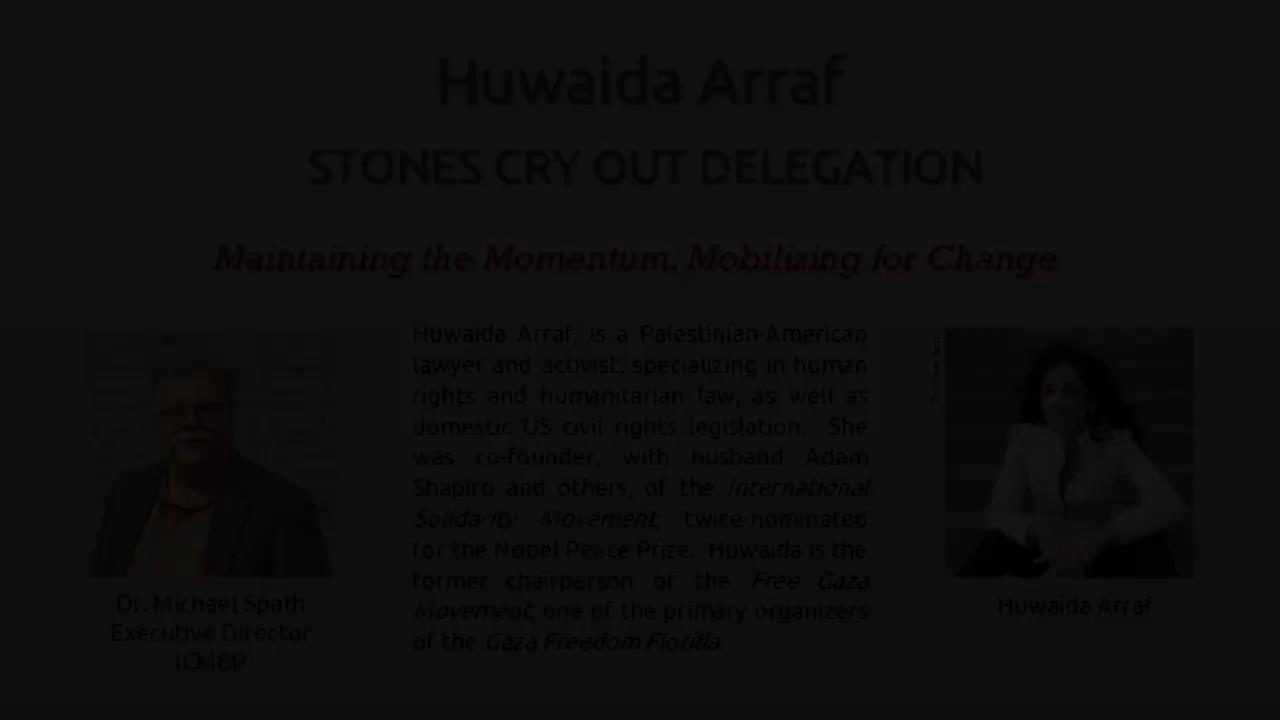 Huwaida Arraf
STONES CRY OUT DELEGATION
Maintaining the Momentum. Mobilizing for Change
Huwaida Arraf, is a Palestinian-American
lawyer and activist, specializing in human
rights and humanitarian law, as well as
domestic US civil rights legislation. She
was co-founder, with husband Adam
Shapiro and others, of the International
Solidarity Movement, twice-nominated
for the Nobel Peace Prize. Huwaida is the
former chairperson of the Free Gaza
Movement, one of the primary organizers
of the Gaza Freedom Flotilla.
Dr. Michael Spath
Executive Director
ICMEP
Huwaida Arraf